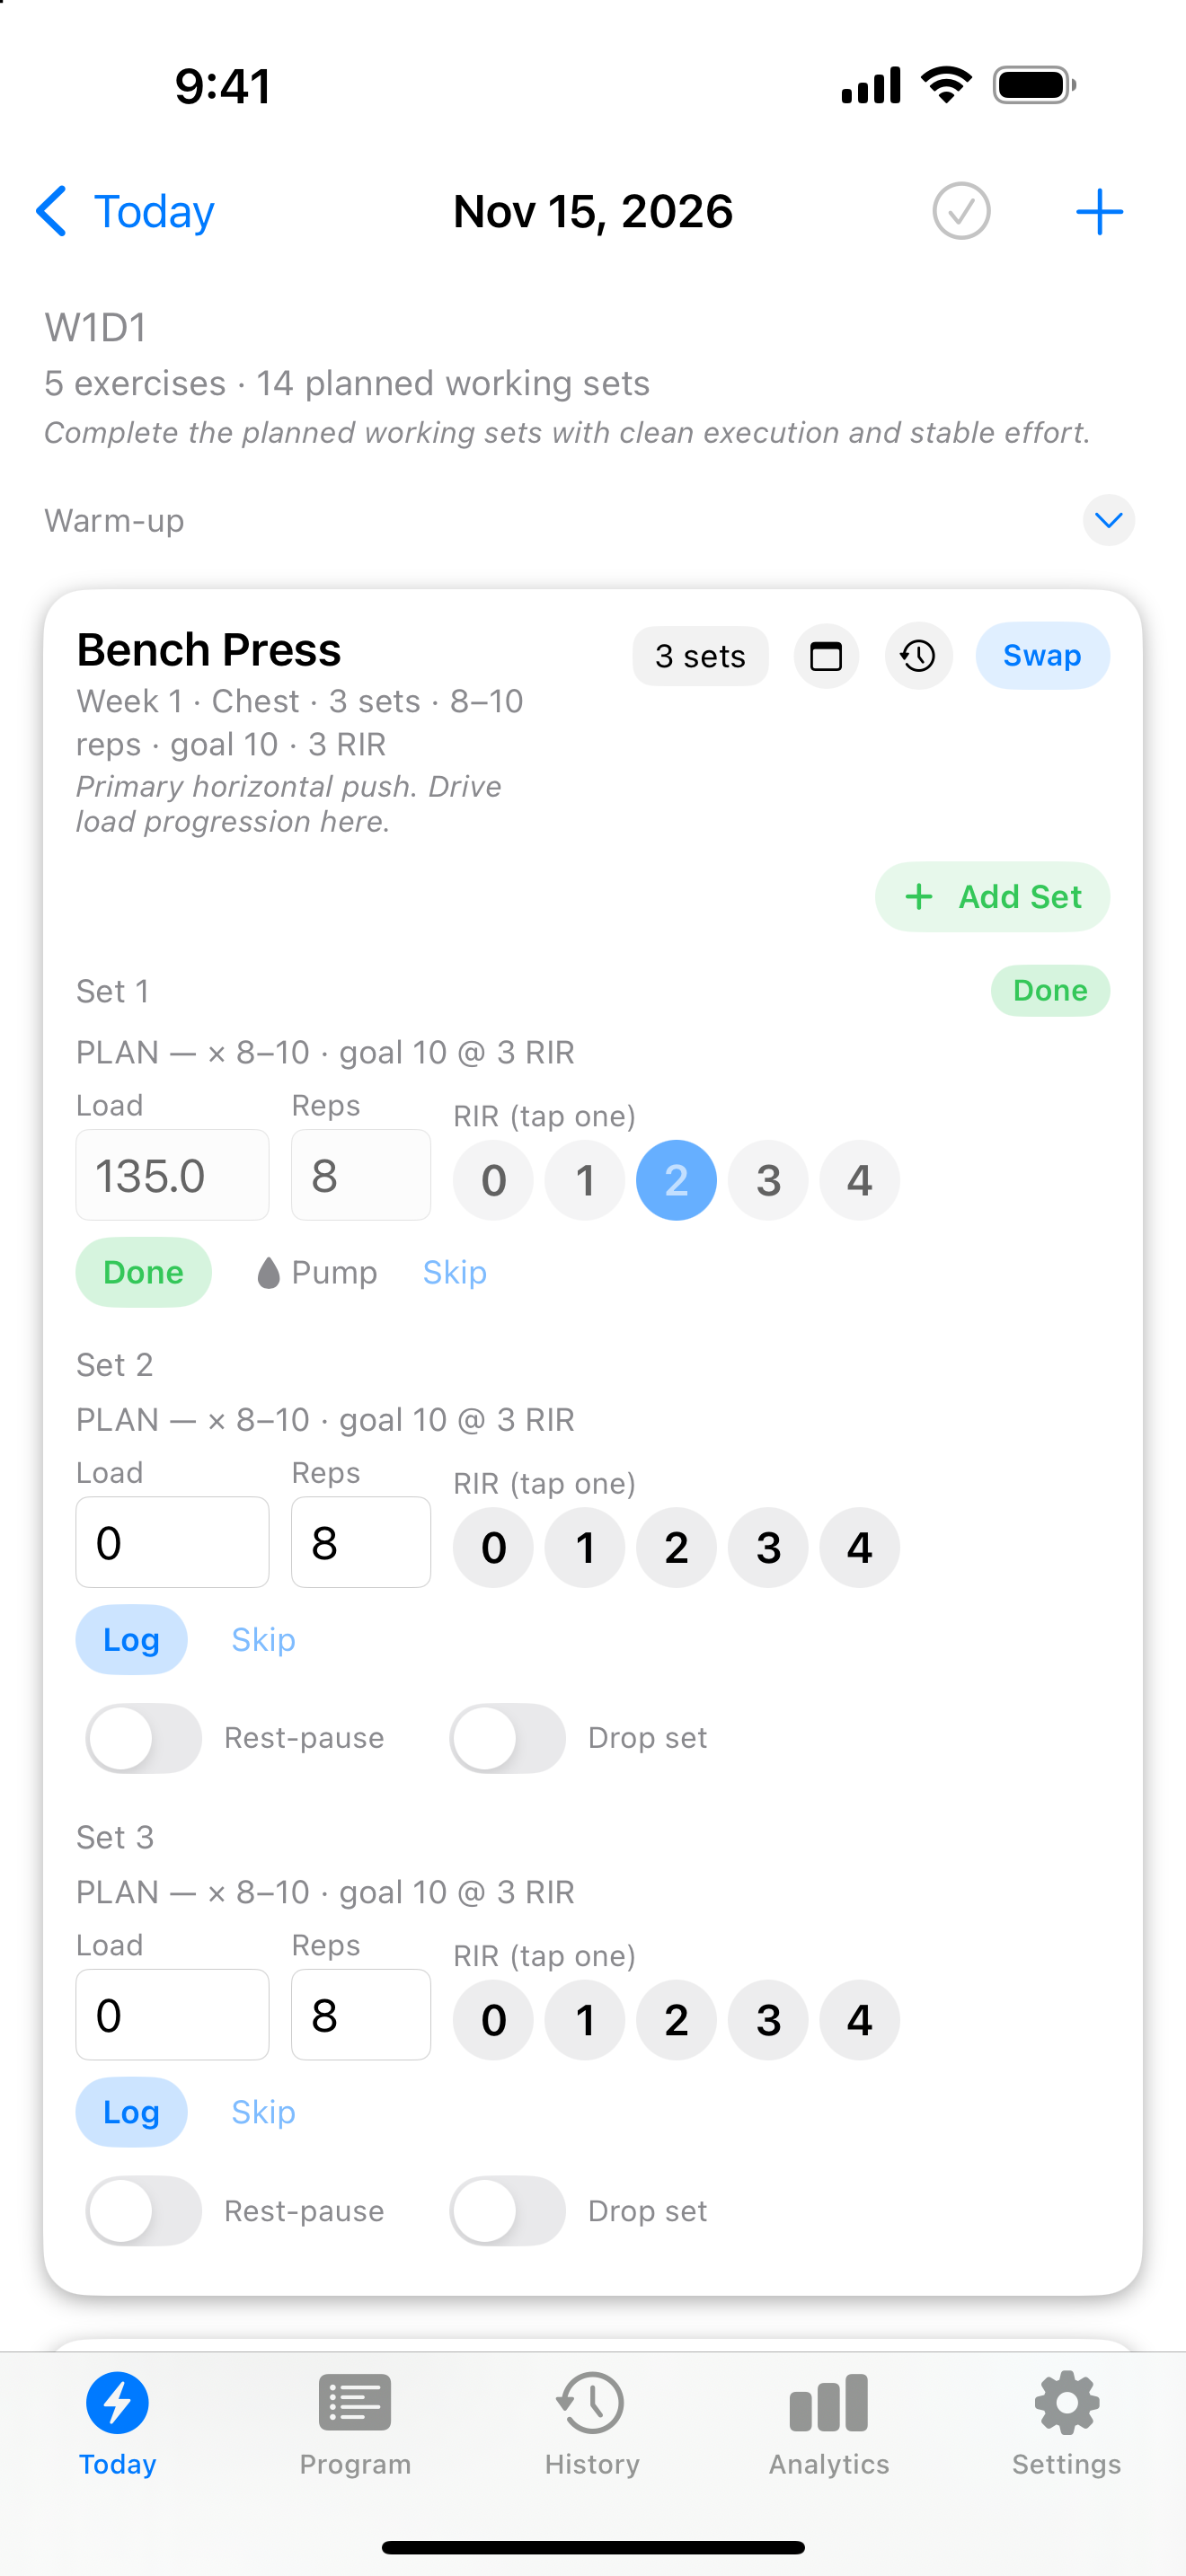 9:41
Today
Nov 15, 2026
W1D1
5 exercises · 14 planned working sets
Complete the planned working sets with clean execution and stable effort.
Warm-up
Bench Press
3 sets
Swap
Week 1 · Chest · 3 sets · 8–10
reps · goal 10 · 3 RIR
Primary horizontal push. Drive
load progression here.
+ Add Set
Set 1
Done
PLAN — × 8–10 · goal 10 @ 3 RIR
Load Reps RIR (tap one)
135.0 8 0 1 2 3 4
Done Pump Skip
Set 2
PLAN — × 8–10 · goal 10 @ 3 RIR
Load Reps RIR (tap one)
0 8 0 1 2 3 4
Log Skip
Rest-pause Drop set
Set 3
PLAN — × 8–10 · goal 10 @ 3 RIR
Load Reps RIR (tap one)
0 8 0 1 2 3 4
Log Skip
Rest-pause Drop set
Today Program History Analytics Settings